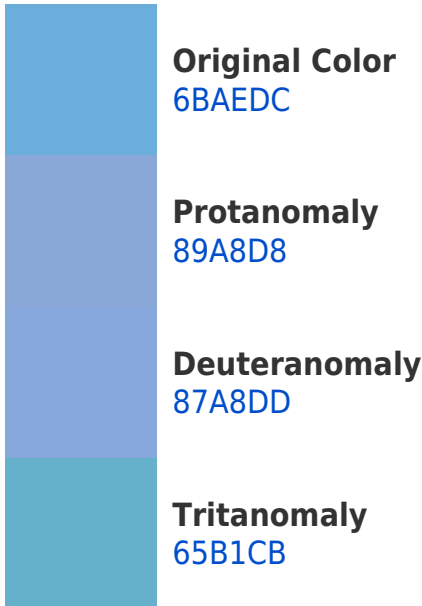 Original Color
6BAEDC
Protanomaly
89A8D8
Deuteranomaly
87A8DD
Tritanomaly
65B1CB